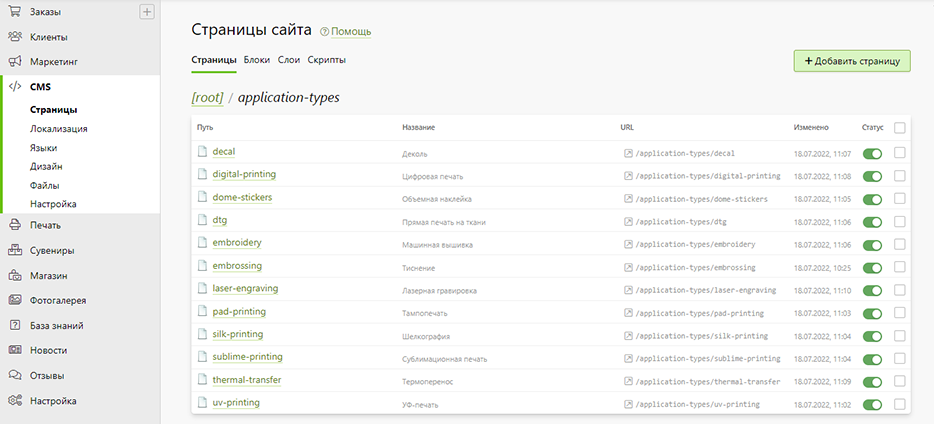 Заказы
Клиенты
Маркетинг
CMS
Страницы
Локализация
Языки
Дизайн
Файлы
Настройка
Печать
Сувениры
Магазин
Фотогалерея
База знаний
Новости
Отзывы
Настройка
Страницы сайта Помощь
Страницы Блоки Слои Скрипты
+ Добавить страницу
[root] / application-types
Путь Название URL Изменено Статус
decal Деколь /application-types/decal 18.07.2022, 11:07
digital-printing Цифровая печать /application-types/digital-printing 18.07.2022, 11:08
dome-stickers Объемная наклейка /application-types/dome-stickers 18.07.2022, 11:05
dtg Прямая печать на ткани /application-types/dtg 18.07.2022, 11:06
embroidery Машинная вышивка /application-types/embroidery 18.07.2022, 11:06
embrossing Тиснение /application-types/embrossing 18.07.2022, 10:25
laser-engraving Лазерная гравировка /application-types/laser-engraving 18.07.2022, 11:10
pad-printing Тампопечать /application-types/pad-printing 18.07.2022, 11:03
silk-printing Шелкография /application-types/silk-printing 18.07.2022, 11:04
sublime-printing Сублимационная печать /application-types/sublime-printing 18.07.2022, 11:04
thermal-transfer Термоперенос /application-types/thermal-transfer 18.07.2022, 11:09
uv-printing УФ-печать /application-types/uv-printing 18.07.2022, 11:02